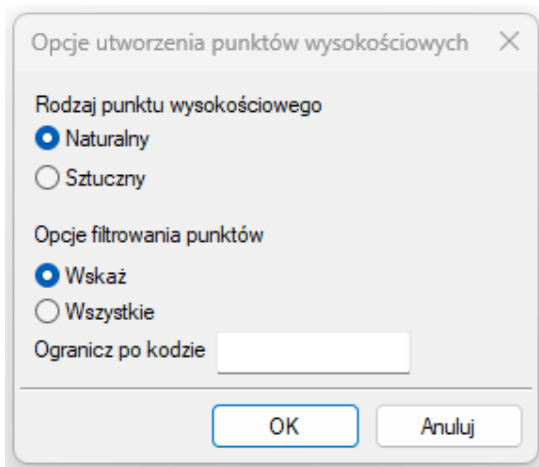 Opcje utworzenia punktów wysokościowych
Rodzaj punktu wysokościowego
Naturalny
Sztuczny
Opcje filtrowania punktów
Wskaż
Wszystkie
Ogranicz po kodzie
OK Anuluj